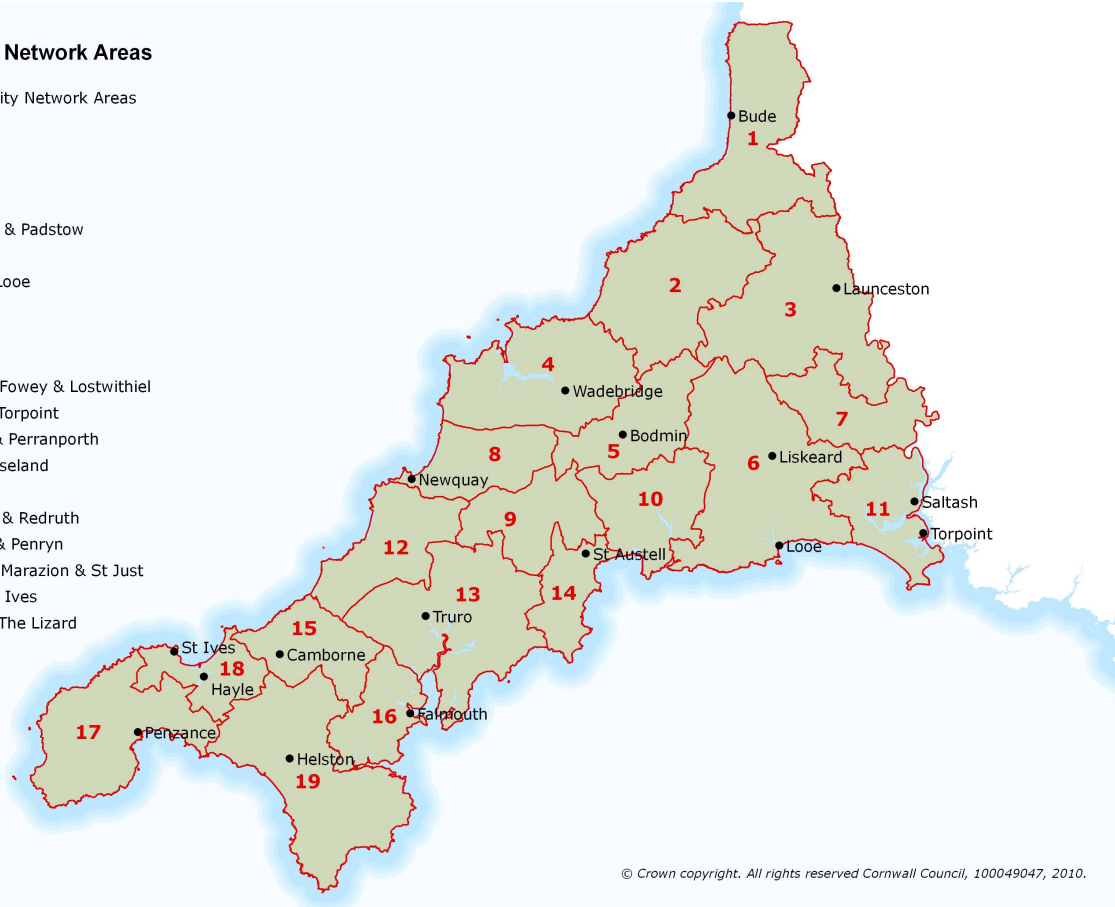 Network Areas
ity Network Areas
& Padstow
Looe
Fowey & Lostwithiel
Torpoint
& Perranporth
seland
& Redruth
& Penryn
Marazion & St Just
Ives
The Lizard
Bude
1
2
Launceston
3
4
Wadebridge
7
Bodmin
5
8
Liskeard
6
Newquay
10
Saltash
11
9
Torpoint
12
Looe
St Austell
14
13
Truro
15
St Ives
Camborne
18
Hayle
Falmouth
16
17
Penzance
Helston
19
© Crown copyright. All rights reserved Cornwall Council, 100049047, 2010.